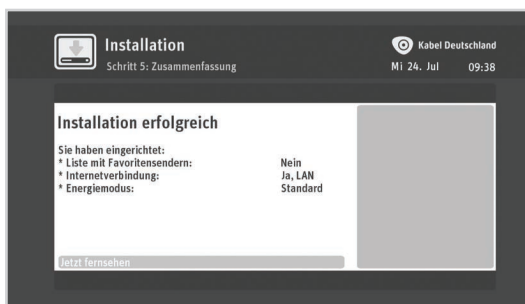 Installation
Schritt 5: Zusammenfassung
Kabel Deutschland
Mi 24. Jul 09:38
Installation erfolgreich
Sie haben eingerichtet:
* Liste mit Favoritensendern: Nein
* Internetverbindung: Ja, LAN
* Energiemodus: Standard
Jetzt fernsehen